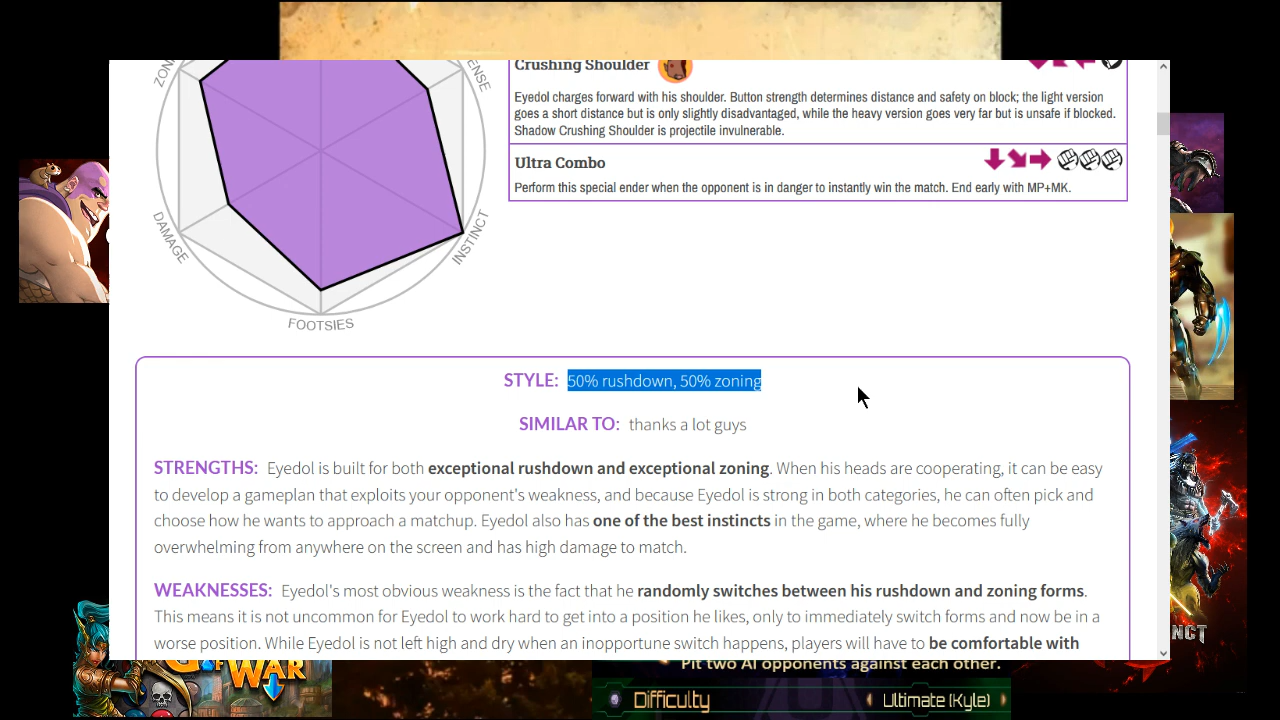 ZON
ENSE
DAMAGE
INSTINCT
FOOTSIES
Crushing Shoulder
Eyedol charges forward with his shoulder. Button strength determines distance and safety on block; the light version
goes a short distance but is only slightly disadvantaged, while the heavy version goes very far but is unsafe if blocked.
Shadow Crushing Shoulder is projectile invulnerable.
Ultra Combo
Perform this special ender when the opponent is in danger to instantly win the match. End early with MP+MK.
STYLE: 50% rushdown, 50% zoning
SIMILAR TO: thanks a lot guys
STRENGTHS: Eyedol is built for both exceptional rushdown and exceptional zoning. When his heads are cooperating, it can be easy
to develop a gameplan that exploits your opponent's weakness, and because Eyedol is strong in both categories, he can often pick and
choose how he wants to approach a matchup. Eyedol also has one of the best instincts in the game, where he becomes fully
overwhelming from anywhere on the screen and has high damage to match.
WEAKNESSES: Eyedol's most obvious weakness is the fact that he randomly switches between his rushdown and zoning forms.
This means it is not uncommon for Eyedol to work hard to get into a position he likes, only to immediately switch forms and now be in a
worse position. While Eyedol is not left high and dry when an inopportune switch happens, players will have to be comfortable with
NCT
WAR
Pit two AI opponents against each other.
Difficulty
Ultimate (Kyle)